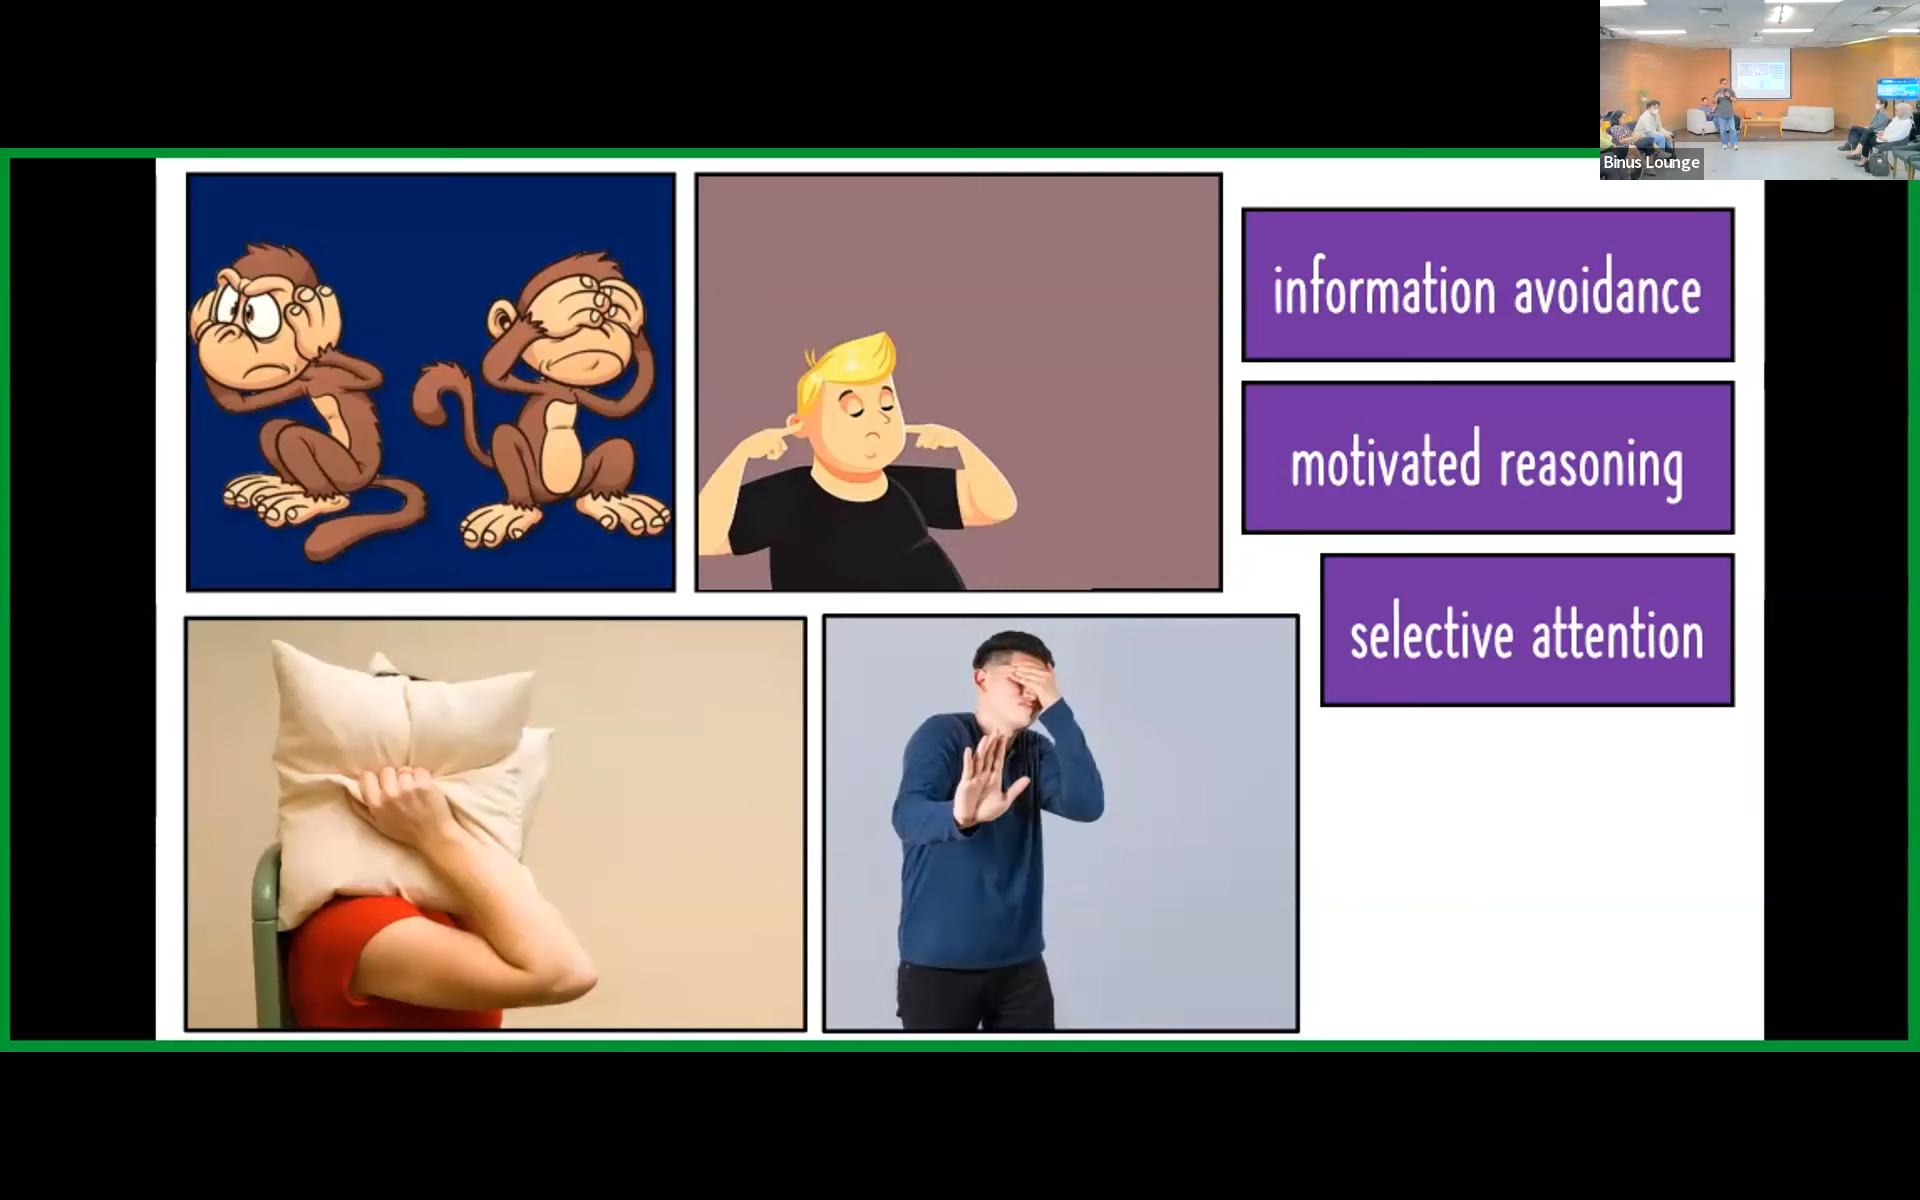 Binus Lounge
information avoidance
motivated reasoning
selective attention